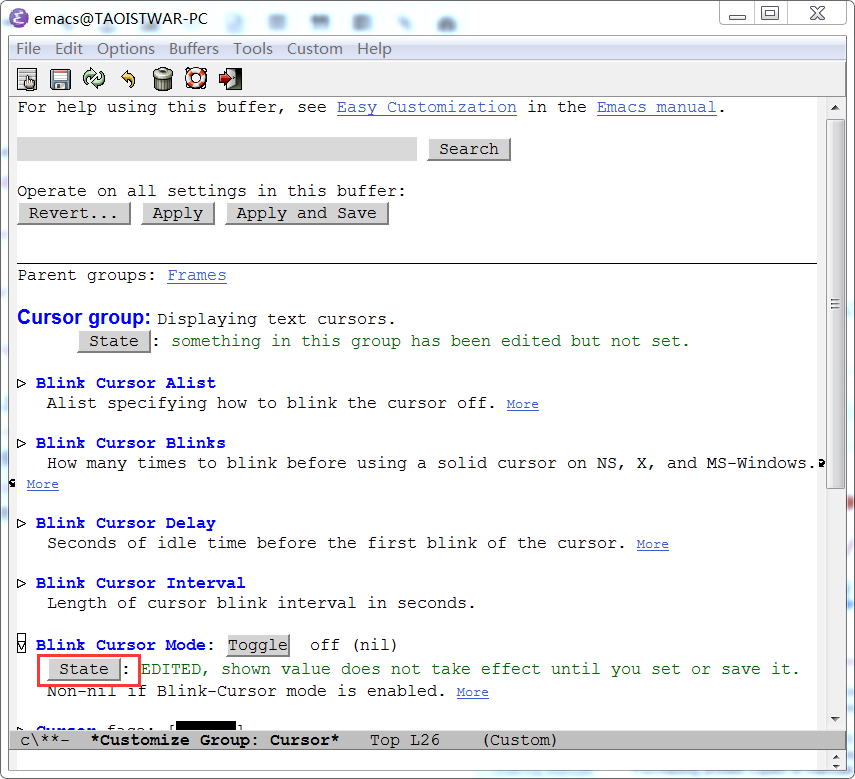 emacs@TAOISTWAR-PC
File Edit Options Buffers Tools Custom Help
For help using this buffer, see Easy Customization in the Emacs manual.
Search
Operate on all settings in this buffer:
Revert... Apply Apply and Save
Parent groups: Frames
Cursor group: Displaying text cursors.
State : something in this group has been edited but not set.
Blink Cursor Alist
Alist specifying how to blink the cursor off. More
Blink Cursor Blinks
How many times to blink before using a solid cursor on NS, X, and MS-Windows.
More
Blink Cursor Delay
Seconds of idle time before the first blink of the cursor. More
Blink Cursor Interval
Length of cursor blink interval in seconds.
Blink Cursor Mode: Toggle off (nil)
State : EDITED, shown value does not take effect until you set or save it.
Non-nil if Blink-Cursor mode is enabled. More
Cursor face: [ ]
c\**- *Customize Group: Cursor* Top L26 (Custom)